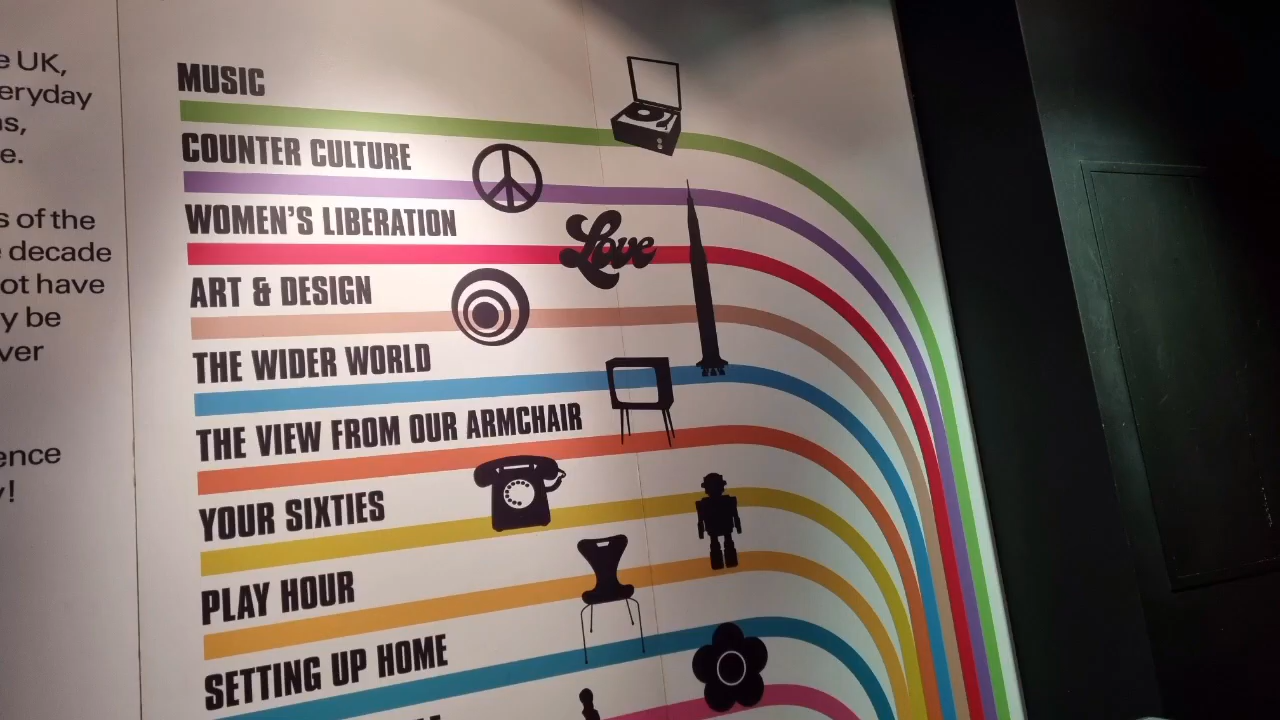 e UK,
eryday
ns,
e.
s of the
e decade
ot have
y be
ver
ence
y!
MUSIC
COUNTER CULTURE
WOMEN'S LIBERATION
Love
ART & DESIGN
THE WIDER WORLD
THE VIEW FROM OUR ARMCHAIR
YOUR SIXTIES
PLAY HOUR
SETTING UP HOME